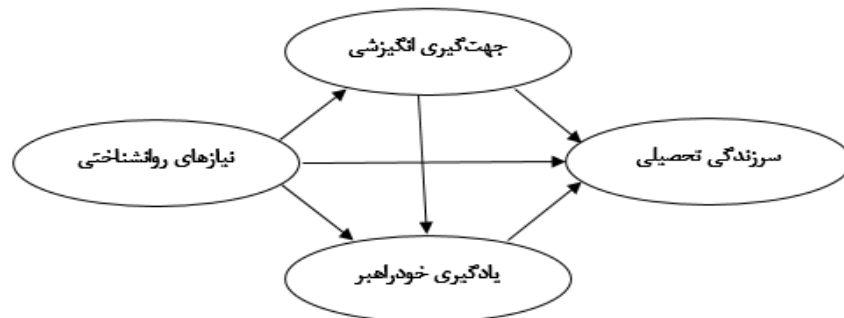 جهت‌گیری انگیزشی
نیازهای روانشناختی
سرزندگی تحصیلی
یادگیری خودراهبر